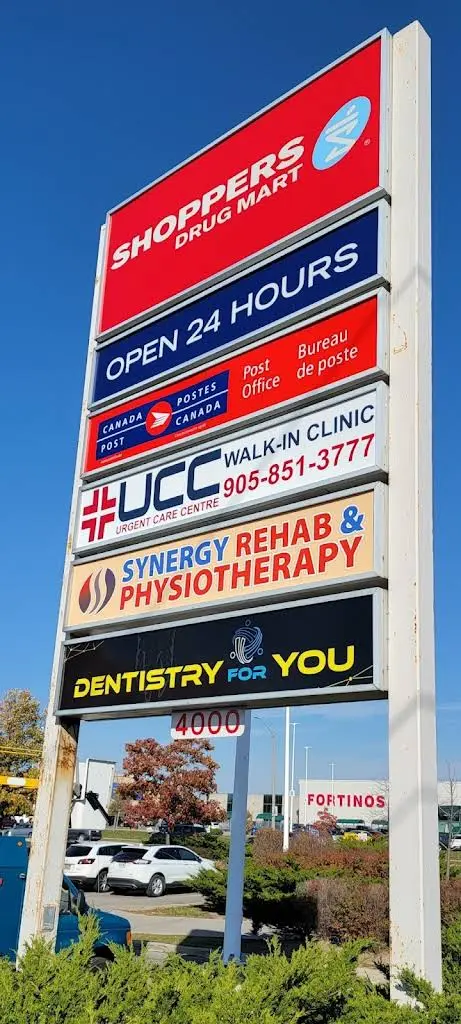 SHOPPERS
DRUG MART
®
OPEN 24 HOURS
CANADA POSTES
POST CANADA
Post Office
Bureau de poste
UCC
URGENT CARE CENTRE
WALK-IN CLINIC
905-851-3777
SYNERGY REHAB &
PHYSIOTHERAPY
DENTISTRY FOR YOU
4000
FORTINOS